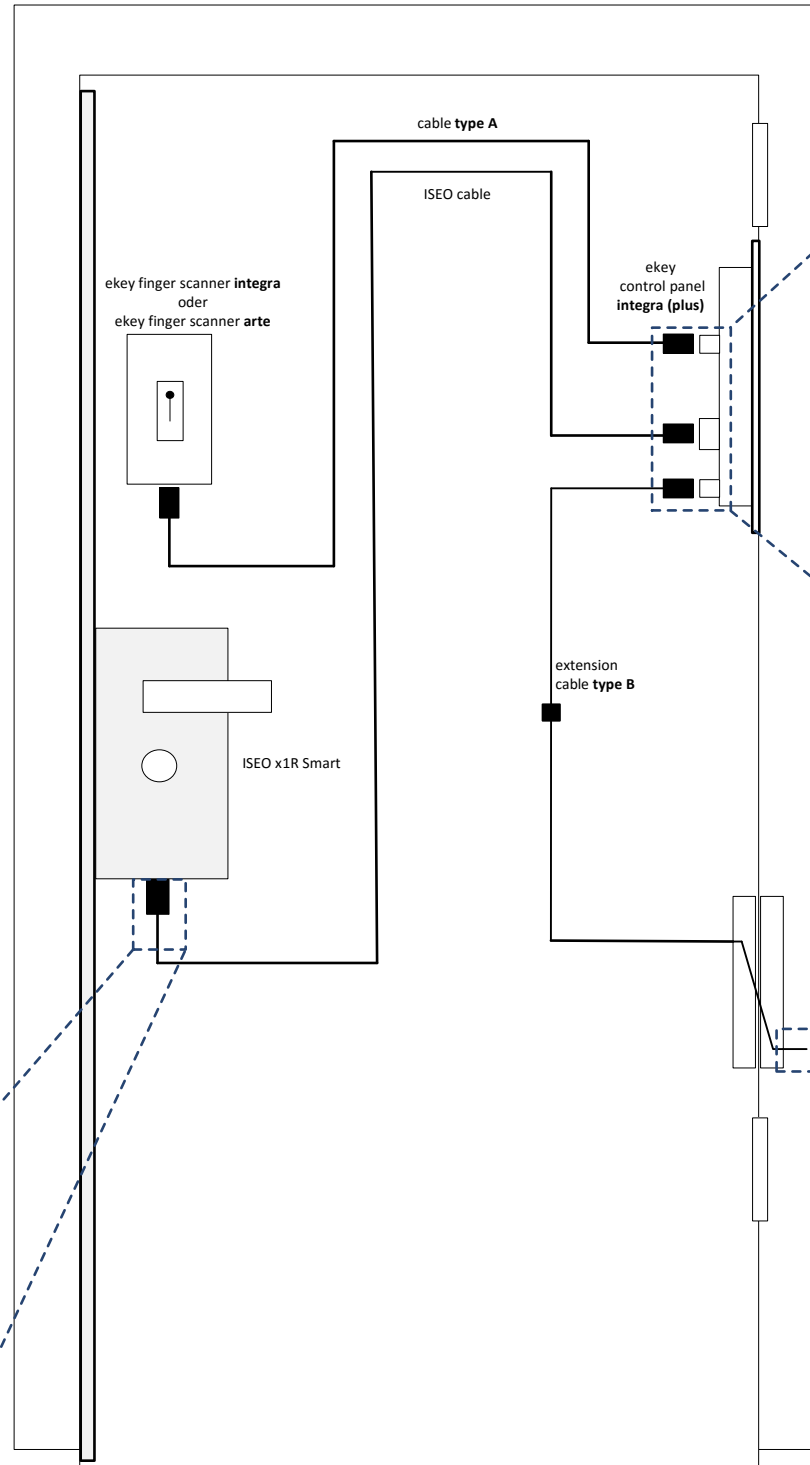 cable type A
ISEO cable
ekey finger scanner integra
oder
ekey finger scanner arte
ekey
control panel
integra (plus)
extension
cable type B
ISEO x1R Smart